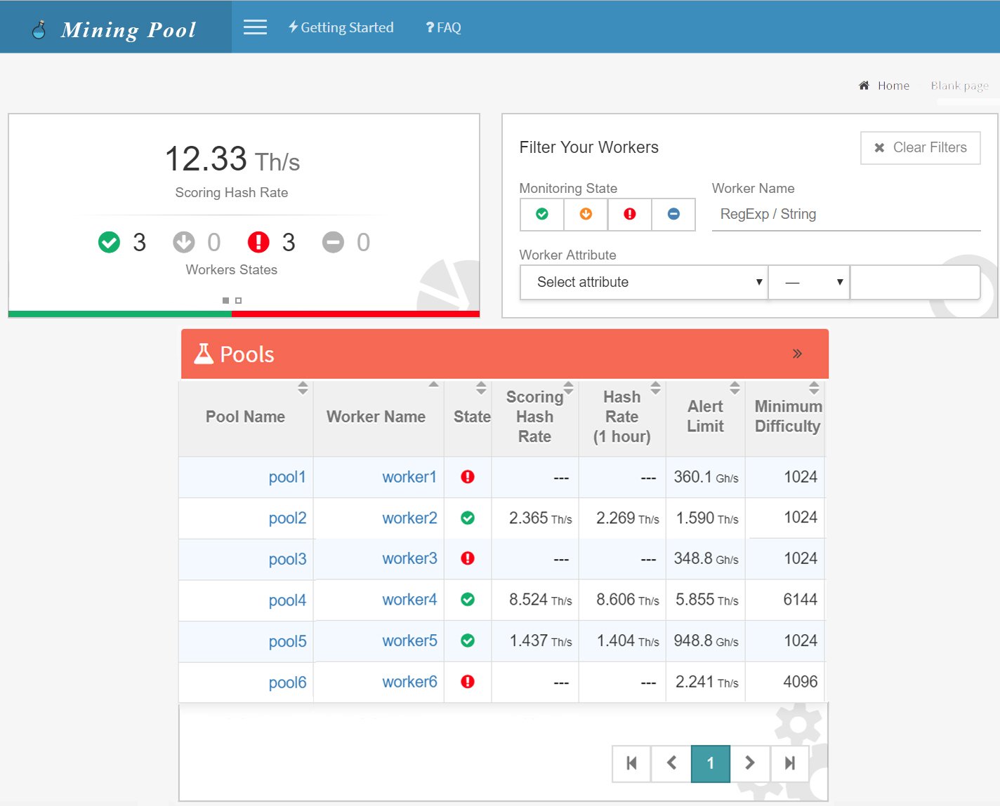 Mining Pool
Getting Started
? FAQ
Home
Blank page
12.33 Th/s
Scoring Hash Rate
3 0 3 0
Workers States
Filter Your Workers
Clear Filters
Monitoring State
Worker Name
RegExp / String
Worker Attribute
Select attribute
—
Pools
Pool Name
Worker Name
State
Scoring
Hash
Rate
Hash
Rate
(1 hour)
Alert
Limit
Minimum
Difficulty
pool1 worker1 --- --- 360.1 Gh/s 1024
pool2 worker2 2.365 Th/s 2.269 Th/s 1.590 Th/s 1024
pool3 worker3 --- --- 348.8 Gh/s 1024
pool4 worker4 8.524 Th/s 8.606 Th/s 5.855 Th/s 6144
pool5 worker5 1.437 Th/s 1.404 Th/s 948.8 Gh/s 1024
pool6 worker6 --- --- 2.241 Th/s 4096
1